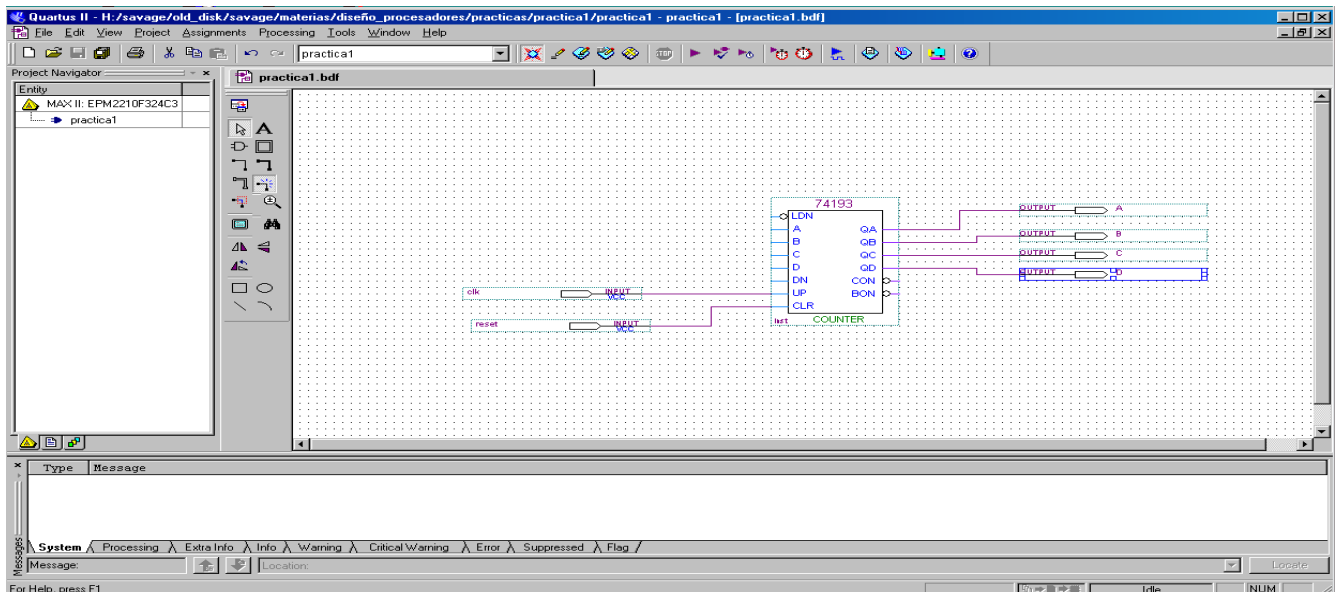 Quartus II - H:/savage/old_disk/savage/materias/diseño_procesadores/practicas/practica1/practica1 - practica1 - [practica1.bdf]
File Edit View Project Assignments Processing Tools Window Help
practica1
Project Navigator
practica1.bdf
Entity
MAX II: EPM2210F324C3
practica1
A
74193
LDN
A QA
B QB
C QC
D QD
DN CON
UP BON
CLR
inst COUNTER
clk INPUT
VCC
reset INPUT
VCC
OUTPUT A
OUTPUT B
OUTPUT C
OUTPUT D
Type Message
Messages
System Processing Extra Info Info Warning Critical Warning Error Suppressed Flag
Message: Location: Locate
For Help, press F1 Idle NUM